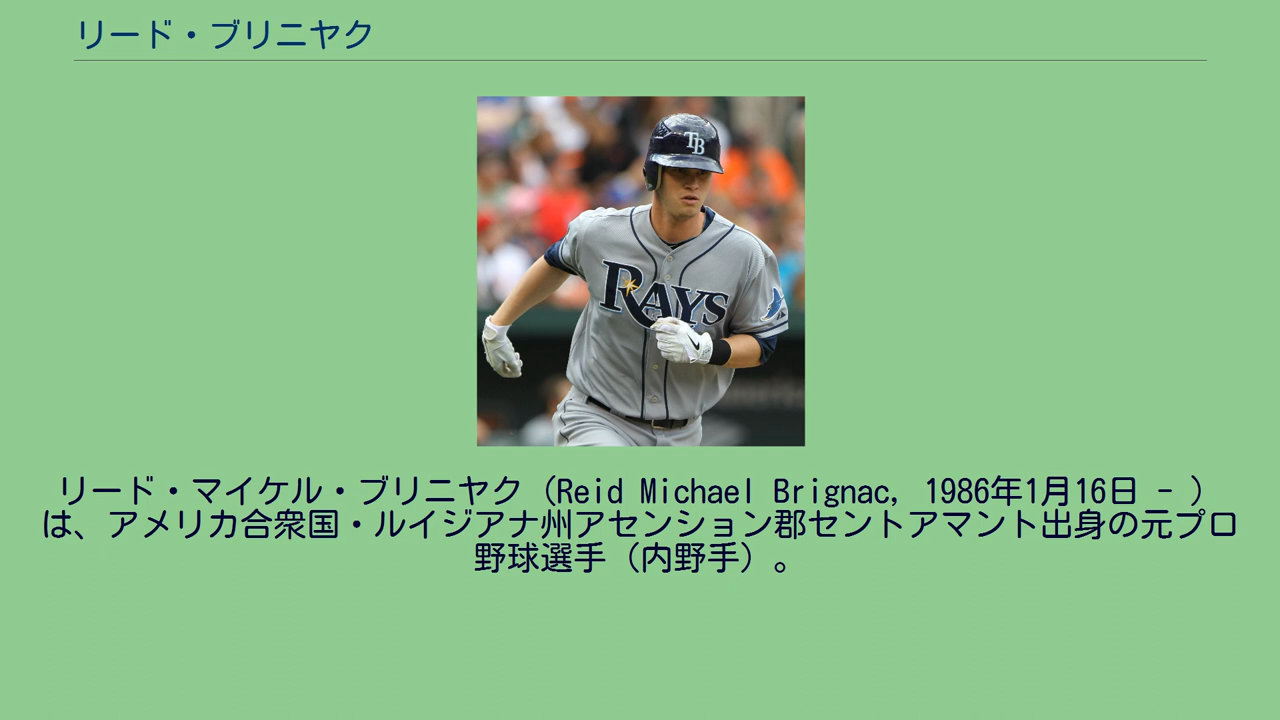 リード・ブリニヤク
TB
RAYS
リード・マイケル・ブリニヤク（Reid Michael Brignac, 1986年1月16日 - ）
は、アメリカ合衆国・ルイジアナ州アセンション郡セントアマント出身の元プロ
野球選手（内野手）。